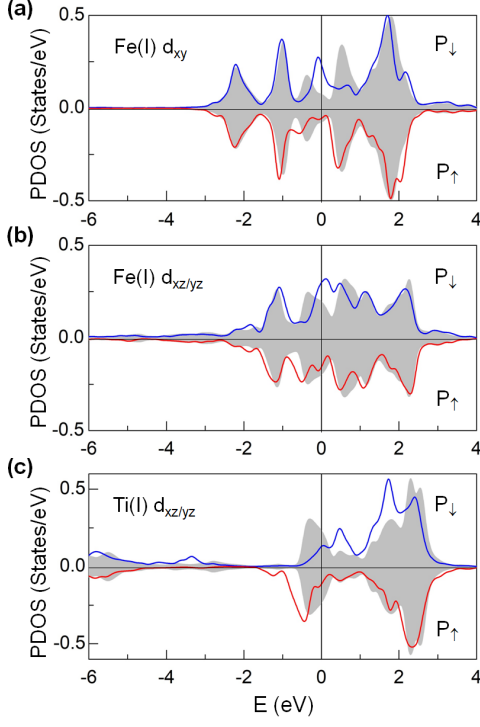 (a)
Fe(I) dxy
P↓
P↑
PDOS (States/eV)
0.5
0.0
-0.5
-6 -4 -2 0 2 4
(b)
Fe(I) dxz/yz
P↓
P↑
PDOS (States/eV)
0.5
0.0
-0.5
-6 -4 -2 0 2 4
(c)
Ti(I) dxz/yz
P↓
P↑
PDOS (States/eV)
0.5
0.0
-0.5
-6 -4 -2 0 2 4
E (eV)